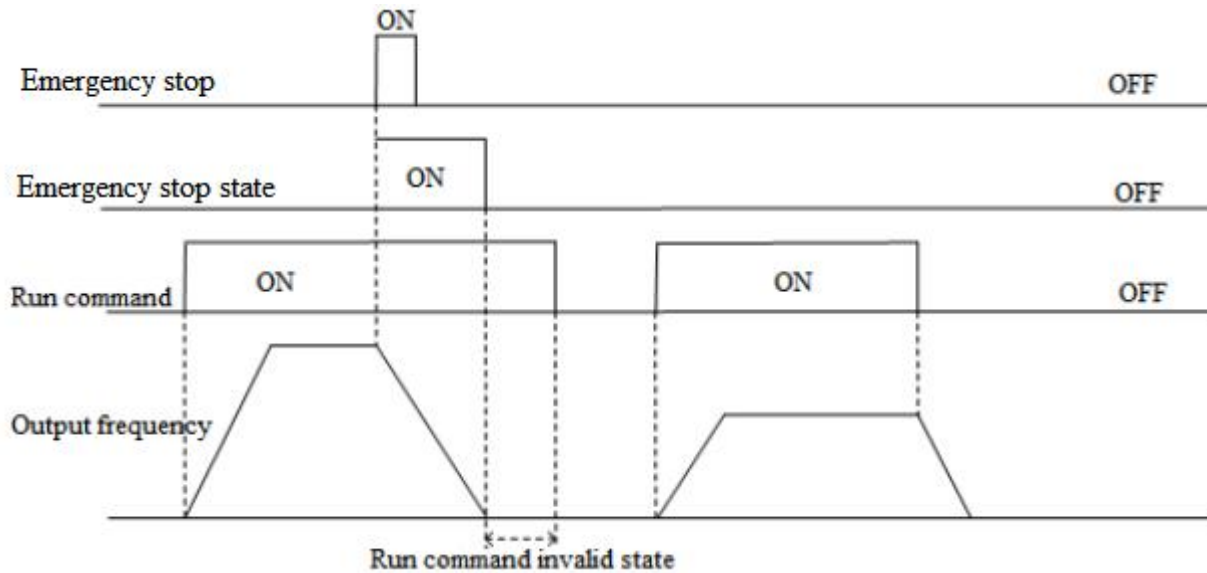 ON
Emergency stop
OFF
Emergency stop state
ON
OFF
Run command
ON
ON
OFF
Output frequency
Run command invalid state